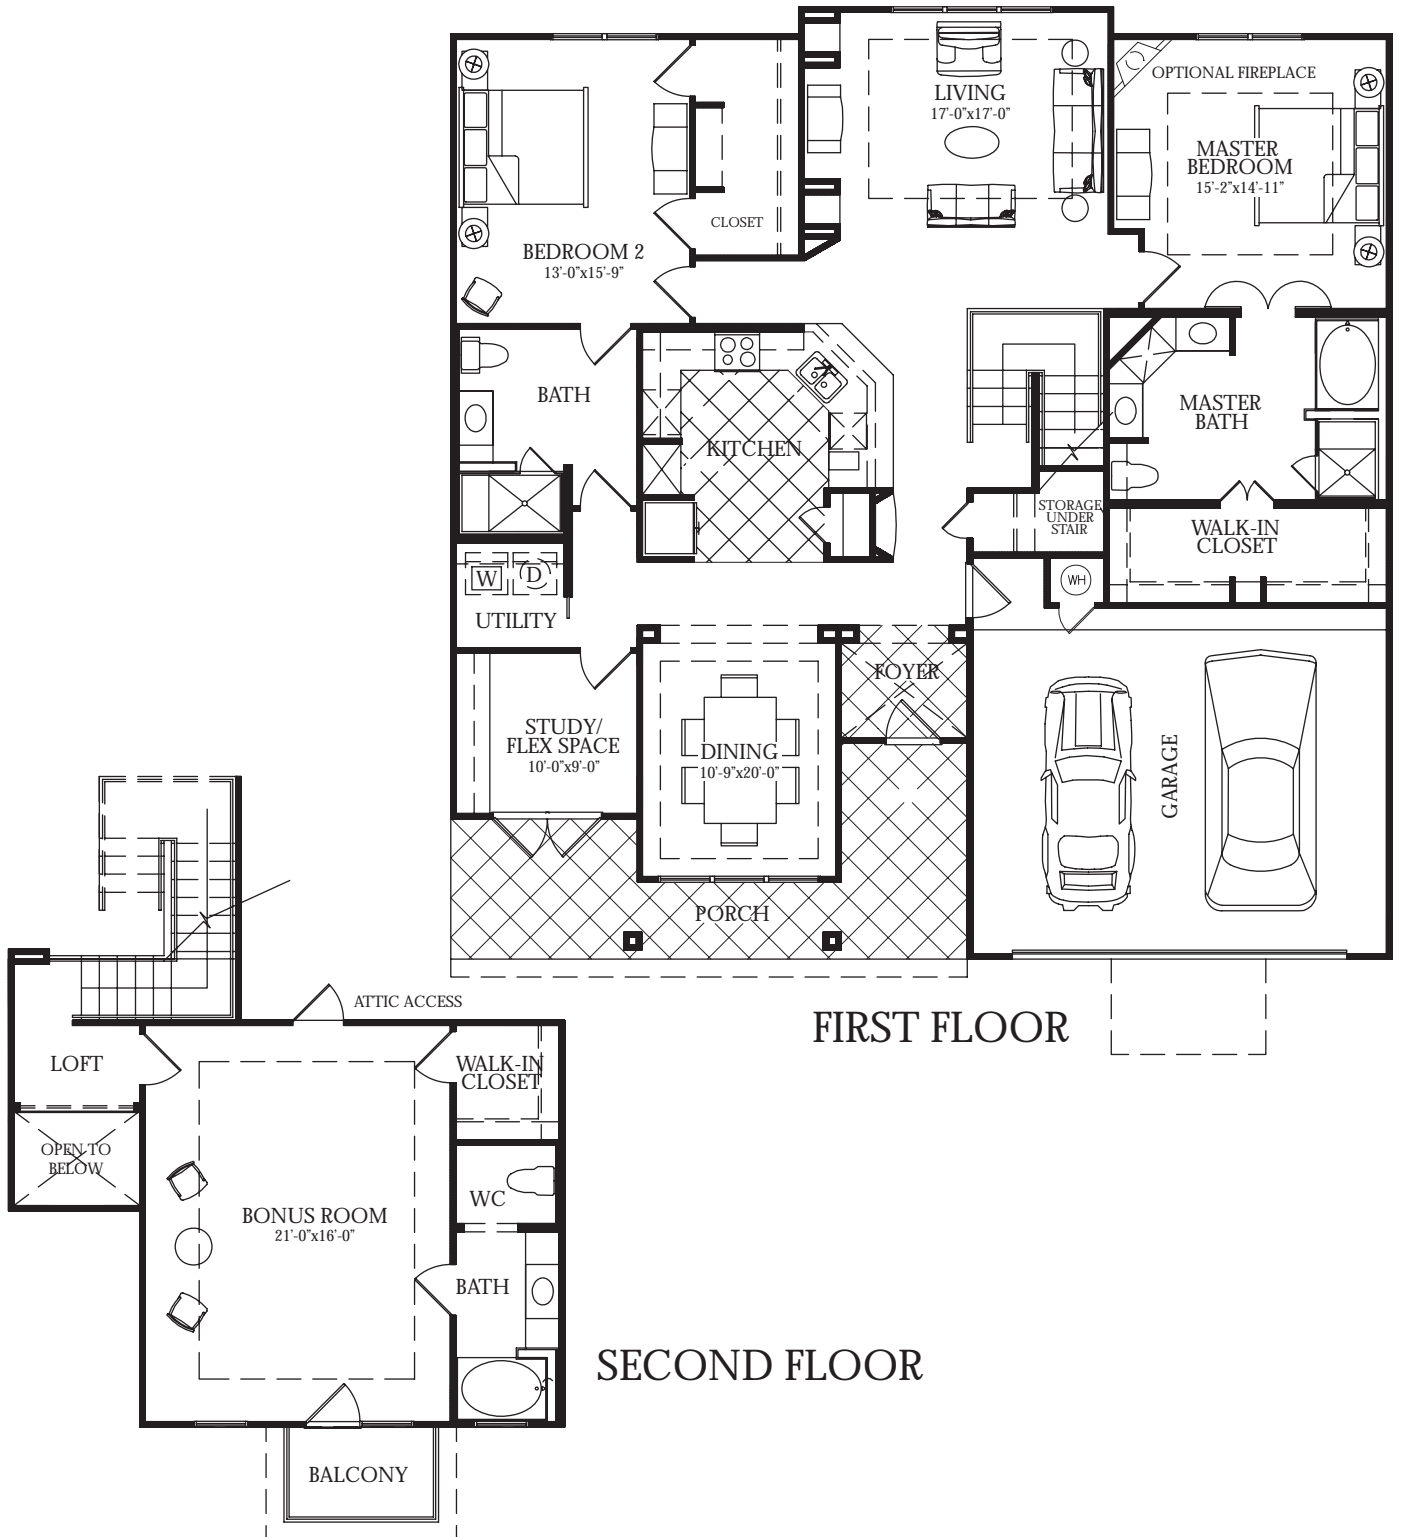 OPTIONAL FIREPLACE
LIVING
17'-0"x17'-0"
MASTER
BEDROOM
15'-2"x14'-11"
CLOSET
BEDROOM 2
13'-0"x15'-9"
BATH
KITCHEN
MASTER
BATH
STORAGE
UNDER
STAIR
WALK-IN
CLOSET
W
D
WH
UTILITY
FOYER
STUDY/
FLEX SPACE
10'-0"x9'-0"
DINING
10'-9"x20'-0"
GARAGE
PORCH
FIRST FLOOR
ATTIC ACCESS
LOFT
WALK-IN
CLOSET
OPEN TO
BELOW
WC
BONUS ROOM
21'-0"x16'-0"
BATH
SECOND FLOOR
BALCONY